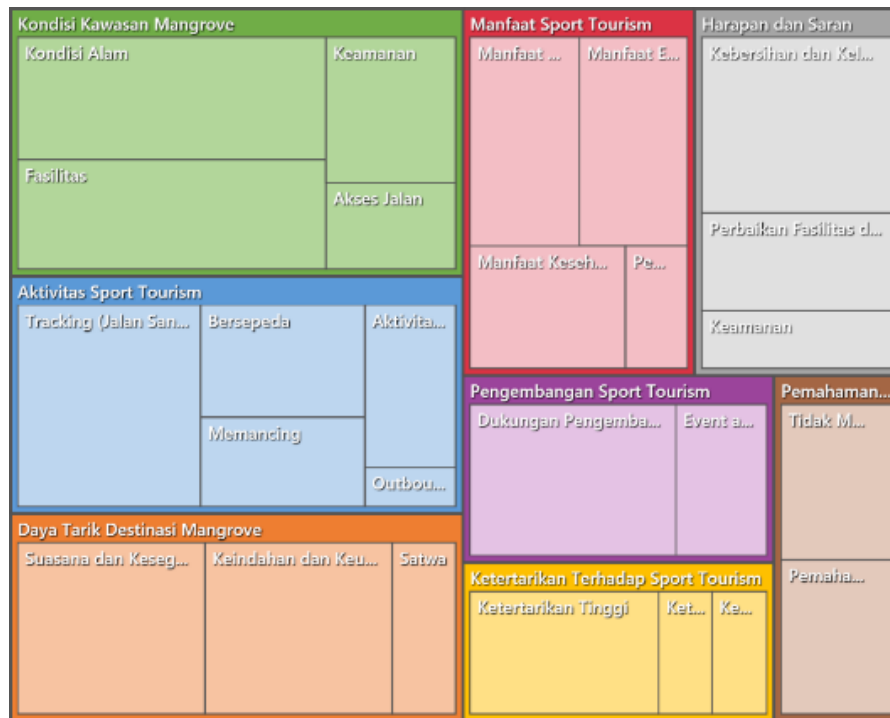 Kondisi Kawasan Mangrove
Kondisi Alam
Keamanan
Fasilitas
Akses Jalan
Aktivitas Sport Tourism
Tracking (Jalan San...
Bersepeda
Aktivita...
Memancing
Outbou...
Daya Tarik Destinasi Mangrove
Suasana dan Keseg...
Keindahan dan Keu...
Satwa
Manfaat Sport Tourism
Manfaat ...
Manfaat E...
Manfaat Keseh...
Pe...
Harapan dan Saran
Kebersihan dan Kel...
Perbaikan Fasilitas d...
Keamanan
Pengembangan Sport Tourism
Dukungan Pengemba...
Event a...
Ketertarikan Terhadap Sport Tourism
Ketertarikan Tinggi
Ket...
Ke...
Pemahaman...
Tidak M...
Pemaha...